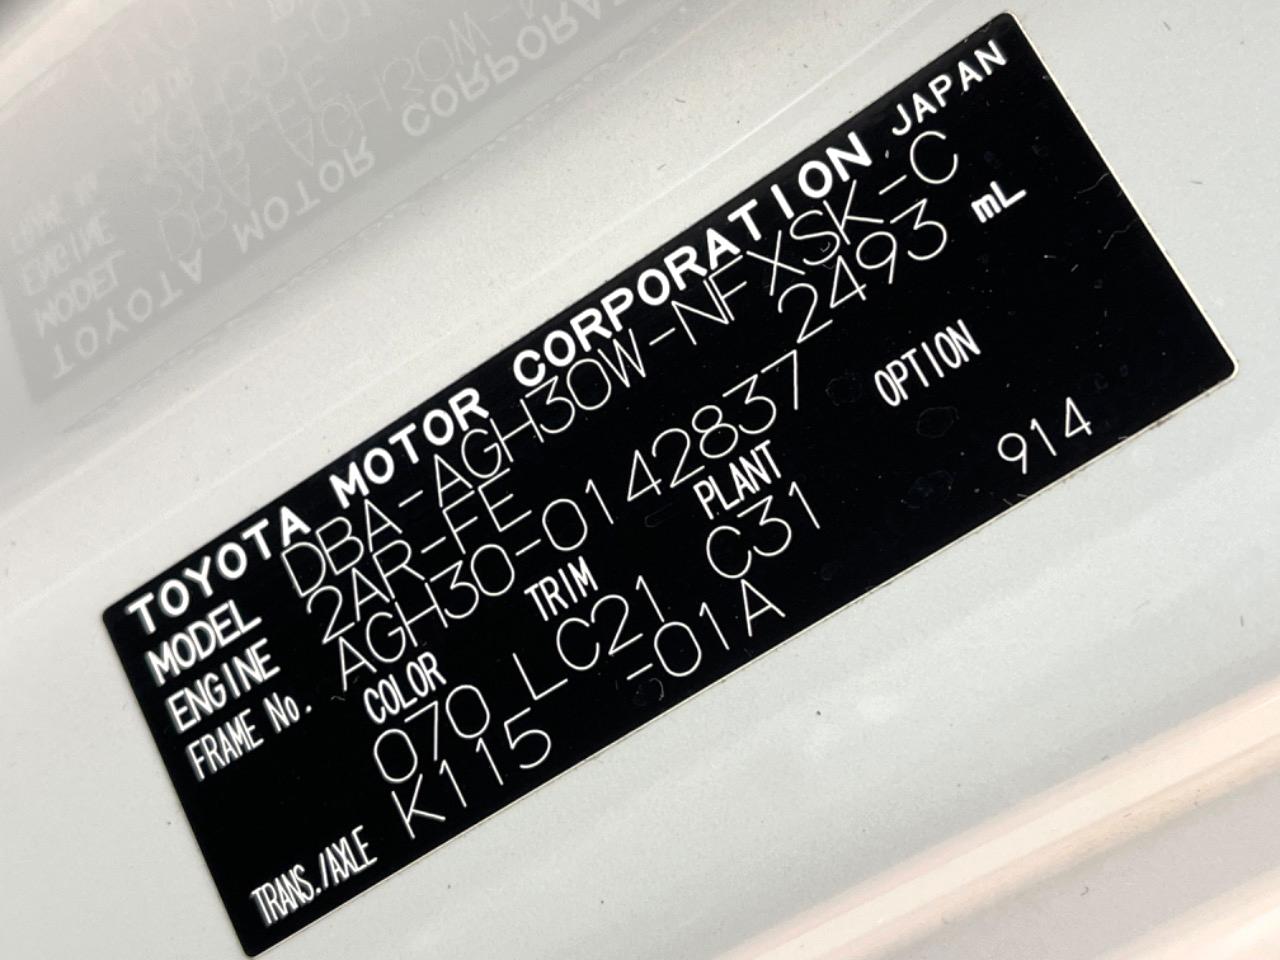 TOYOTA MOTOR CORPORATION JAPAN
MODEL DBA-AGH30W-NFXSK-C
ENGINE 2AR-FE 2493 mL
FRAME No. AGH30-0142837
COLOR TRIM PLANT OPTION
070 LC21 C31 914
TRANS./AXLE K115 -01A